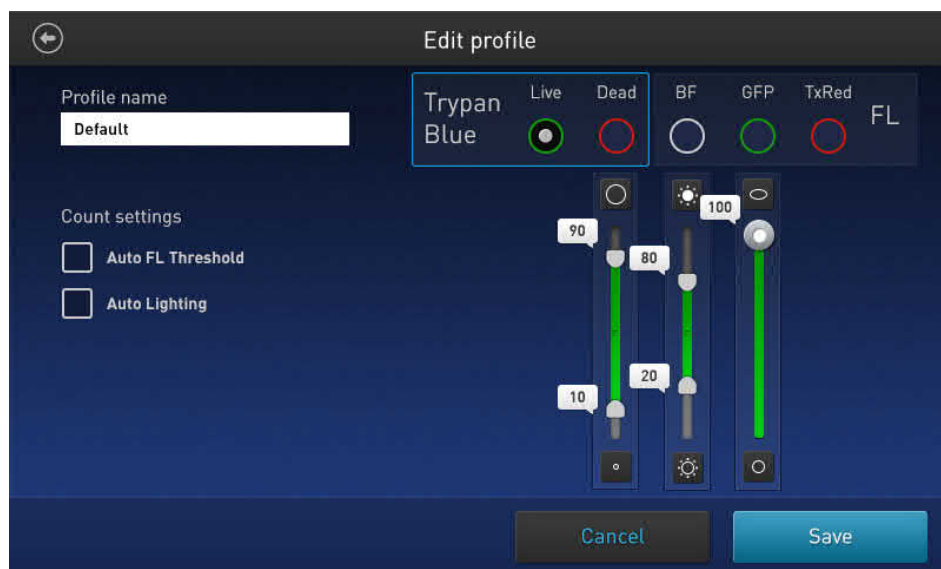 Edit profile
Profile name
Default
Trypan
Blue
Live
Dead
BF
GFP
TxRed
FL
Count settings
Auto FL Threshold
Auto Lighting
90
10
80
20
100
Cancel
Save